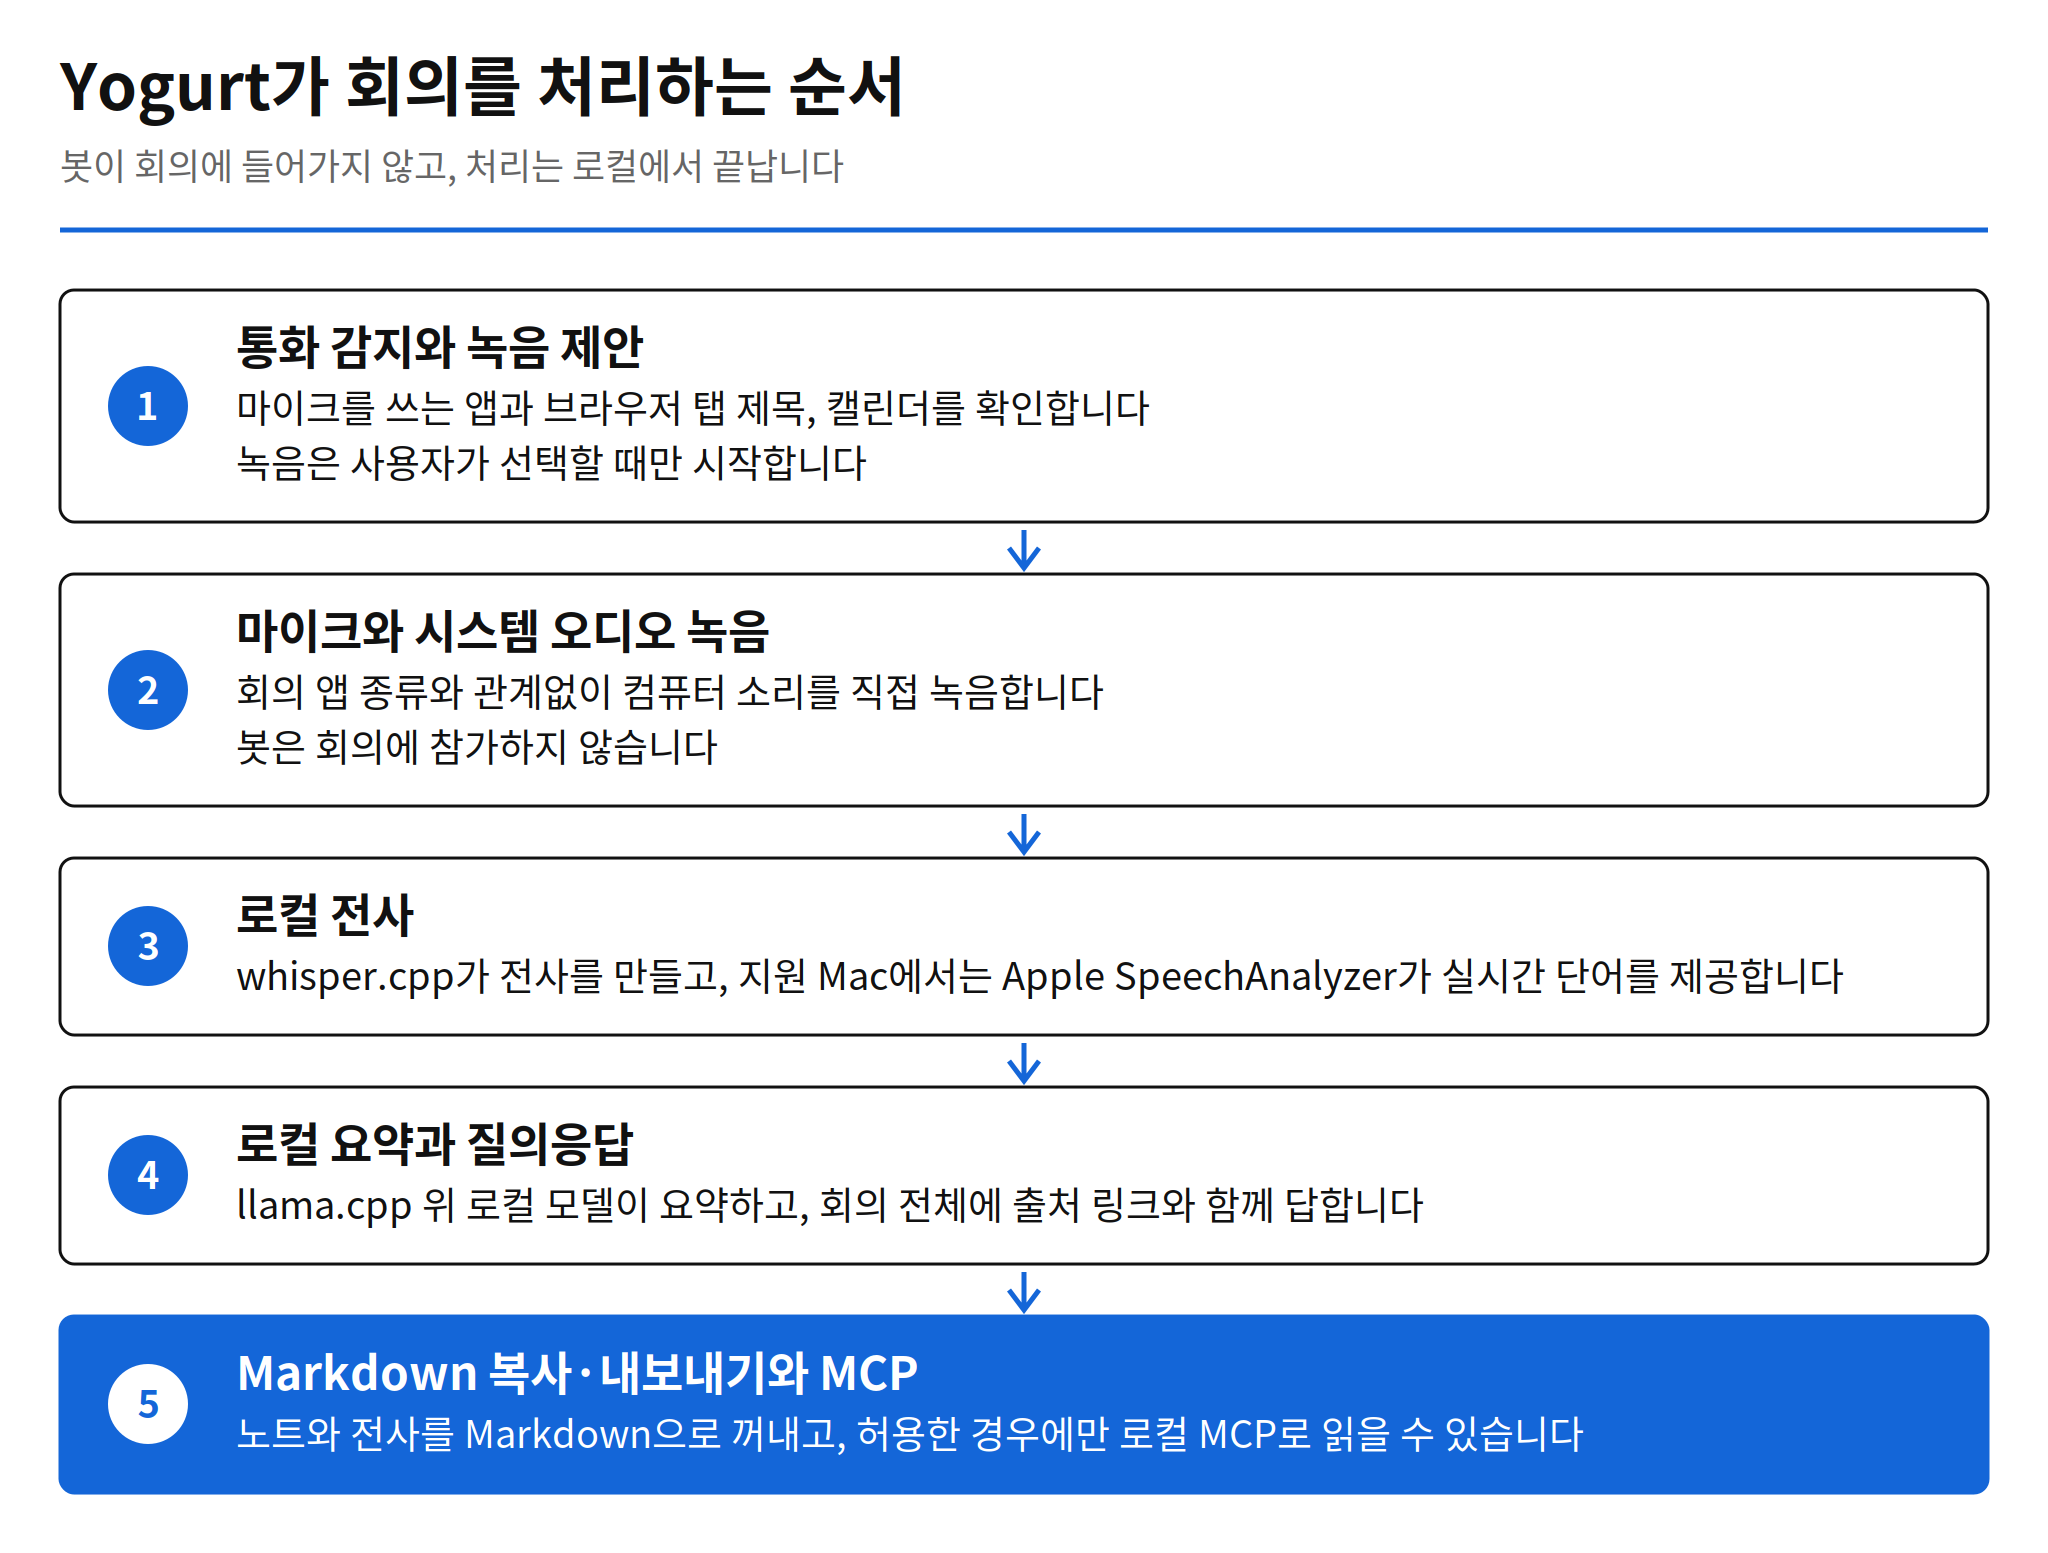 Yogurt가 회의를 처리하는 순서
봇이 회의에 들어가지 않고, 처리는 로컬에서 끝납니다
1
통화 감지와 녹음 제안
마이크를 쓰는 앱과 브라우저 탭 제목, 캘린더를 확인합니다
녹음은 사용자가 선택할 때만 시작합니다
2
마이크와 시스템 오디오 녹음
회의 앱 종류와 관계없이 컴퓨터 소리를 직접 녹음합니다
봇은 회의에 참가하지 않습니다
3
로컬 전사
whisper.cpp가 전사를 만들고, 지원 Mac에서는 Apple SpeechAnalyzer가 실시간 단어를 제공합니다
4
로컬 요약과 질의응답
llama.cpp 위 로컬 모델이 요약하고, 회의 전체에 출처 링크와 함께 답합니다
5
Markdown 복사·내보내기와 MCP
노트와 전사를 Markdown으로 꺼내고, 허용한 경우에만 로컬 MCP로 읽을 수 있습니다